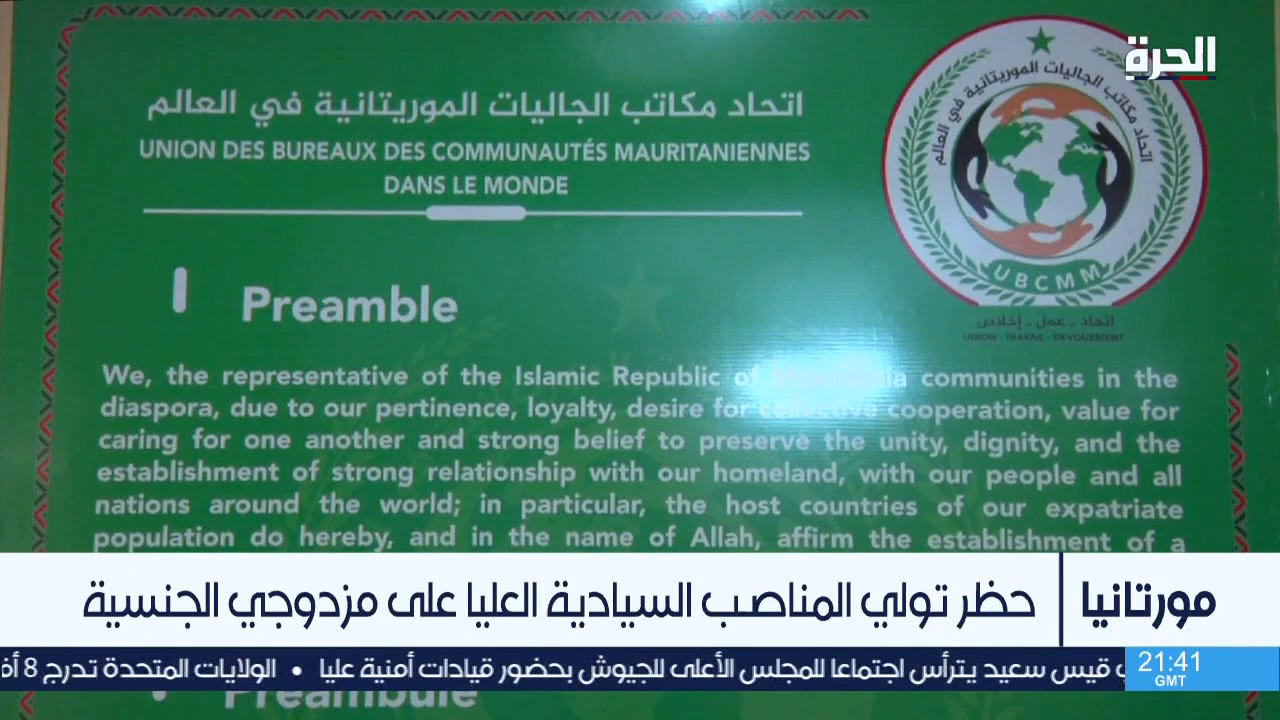 الحرة
اتحاد مكاتب الجاليات الموريتانية في العالم
UNION DES BUREAUX DES COMMUNAUTÉS MAURITANIENNES
DANS LE MONDE
اتحاد مكاتب الجاليات الموريتانية في العالم
UBCMM
اتحاد - عمل - إخلاص
UNION - TRAVAIL - DEVOUEMENT
I Preamble
We, the representative of the Islamic Republic of communities in the
diaspora, due to our pertinence, loyalty, desire for collective cooperation, value for
caring for one another and strong belief to preserve the unity, dignity, and the
establishment of strong relationship with our homeland, with our people and all
nations around the world; in particular, the host countries of our expatriate
population do hereby, and in the name of Allah, affirm the establishment of a
مورتانيا
حظر تولي المناصب السيادية العليا على مزدوجي الجنسية
قيس سعيد يترأس اجتماعا للمجلس الأعلى للجيوش بحضور قيادات أمنية عليا • الولايات المتحدة تدرج 8
21:41
GMT
Preambule